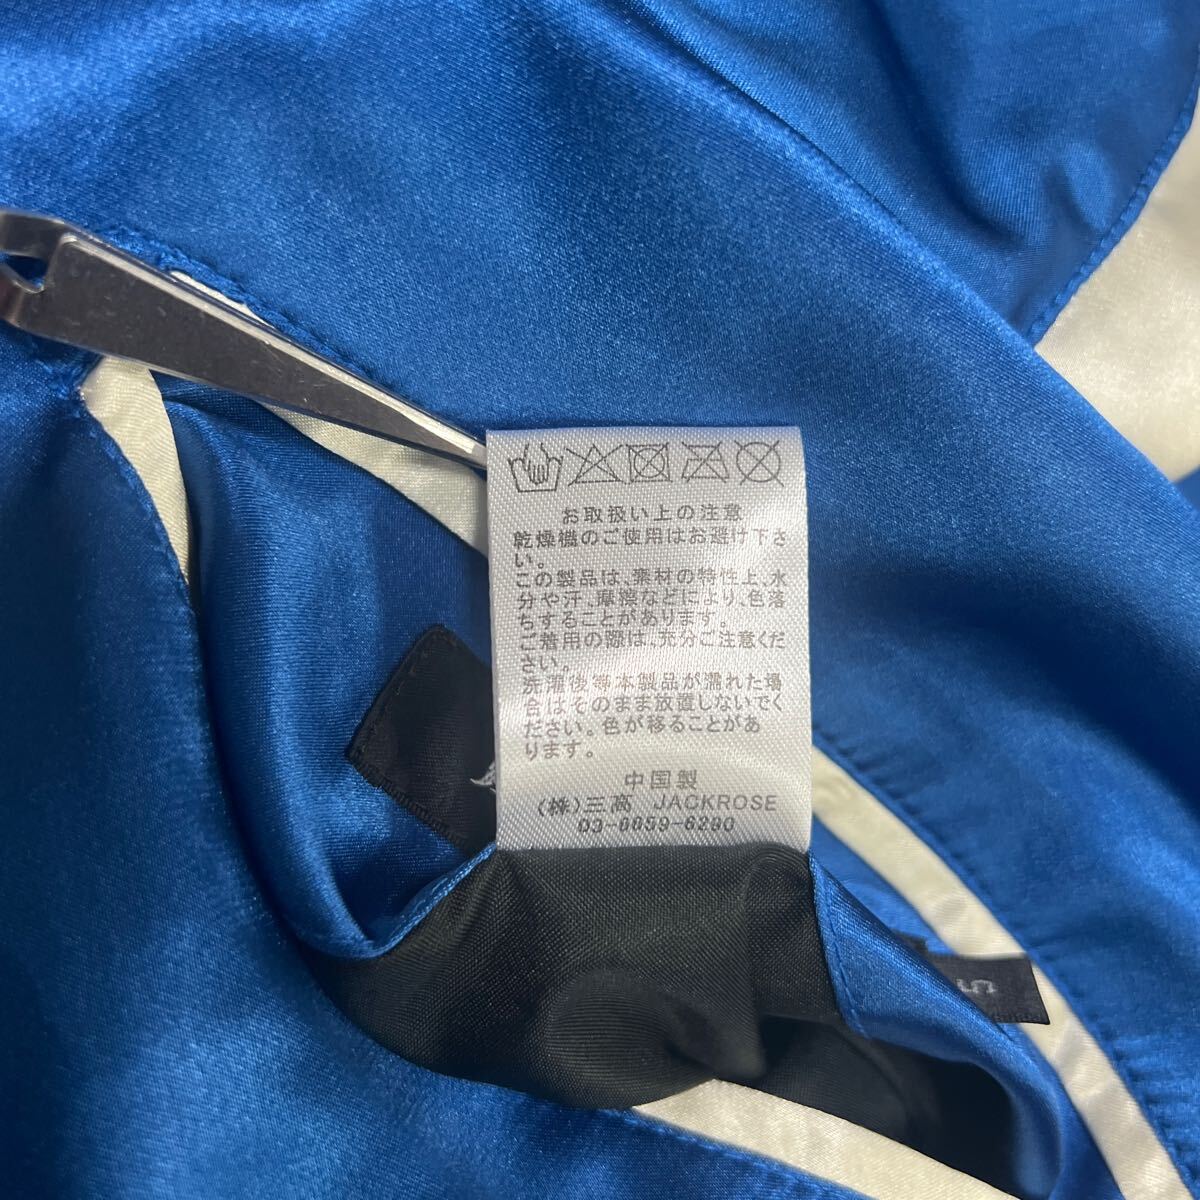 お取扱い上の注意
乾燥機のご使用はお避け下さ
い。
この製品は、素材の特性上、水
分や汗、摩擦などにより、色落
ちすることがあります。
ご着用の際は、充分ご注意くだ
さい。
洗濯後等本製品が濡れた場
合はそのまま放置しないでく
ださい。色が移ることがあ
ります。
中国製
(株)三高 JACKROSE
03-6659-6290
5